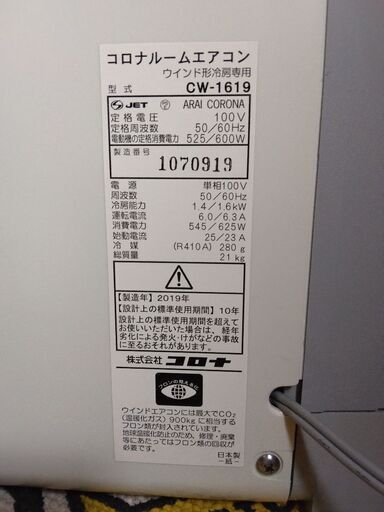 コロナルームエアコン
ウインド形冷房専用
型式 CW-1619
JET ARAI CORONA
定格電圧 100V
定格周波数 50/60Hz
電動機の定格消費電力 525/600W
製造番号
1070919
電源 単相100V
周波数 50/60Hz
冷房能力 1.4/1.6kW
運転電流 6.0/6.3A
消費電力 545/625W
始動電流 25/23A
冷媒 (R410A) 280g
総質量 21kg
【製造年】2019年
【設計上の標準使用期間】10年
設計上の標準使用期間を超えて
お使いいただいた場合は、経年
劣化による発火・けがなどの事故
に至るおそれがあります。
株式会社コロナ
フロンの見える化
ウインドエアコンには最大でCO₂
(温暖化ガス) 900kgに相当する
フロン類が封入されています。
地球温暖化防止のため、修理・廃棄
等にあたってはフロン類の回収が
必要です。
日本製
―紙―